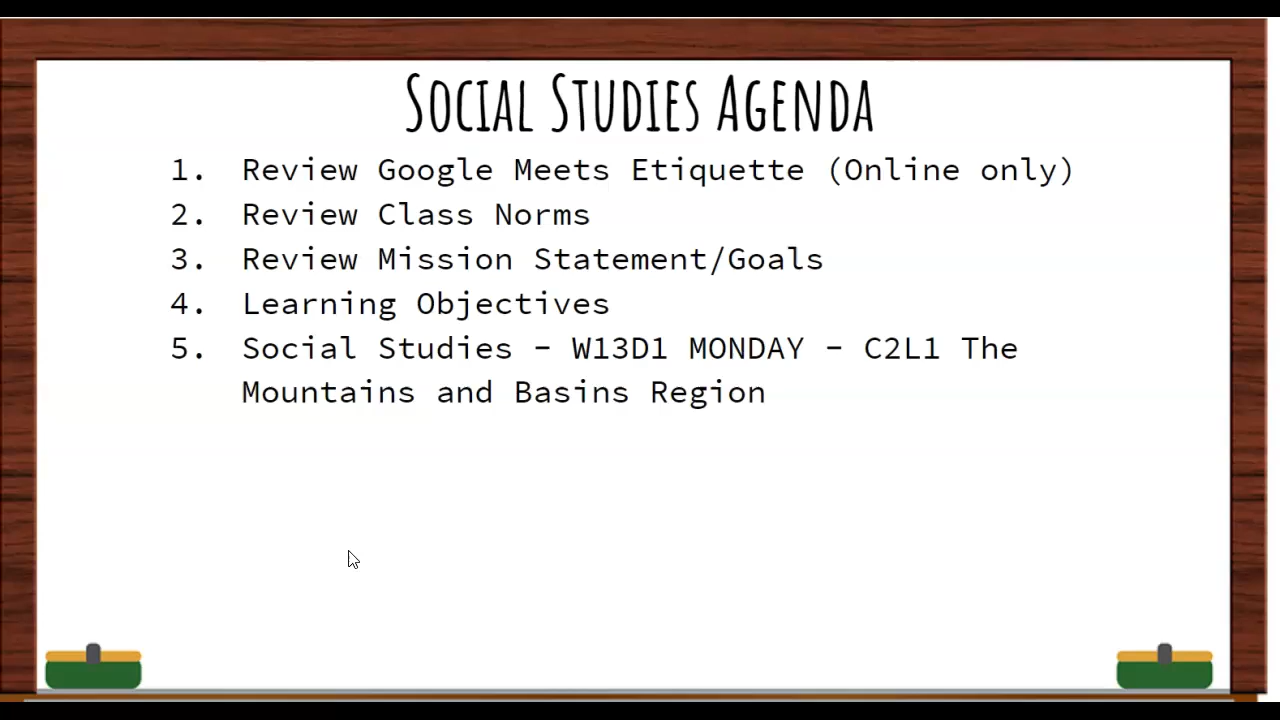 Social Studies Agenda
1. Review Google Meets Etiquette (Online only)
2. Review Class Norms
3. Review Mission Statement/Goals
4. Learning Objectives
5. Social Studies - W13D1 MONDAY - C2L1 The
Mountains and Basins Region